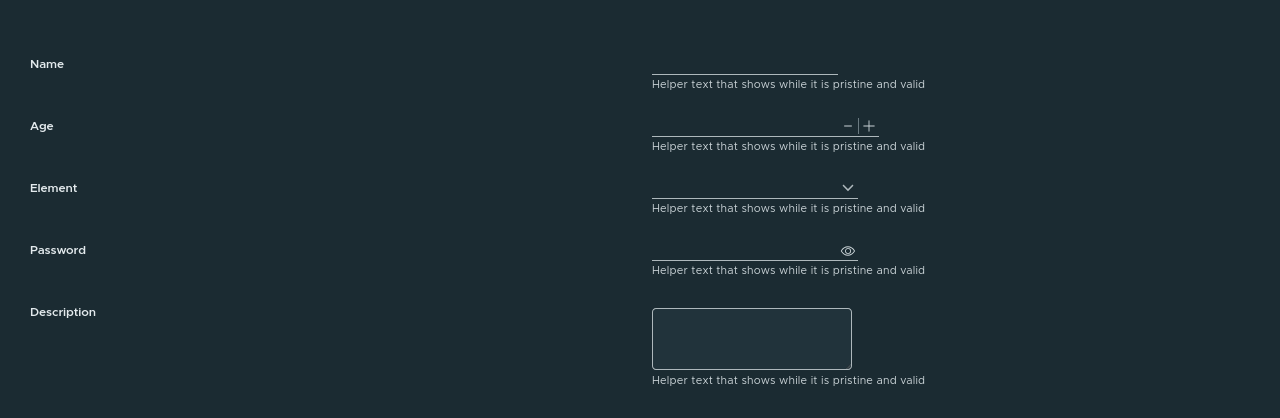 Name
Helper text that shows while it is pristine and valid
Age
Helper text that shows while it is pristine and valid
Element
Helper text that shows while it is pristine and valid
Password
Helper text that shows while it is pristine and valid
Description
Helper text that shows while it is pristine and valid